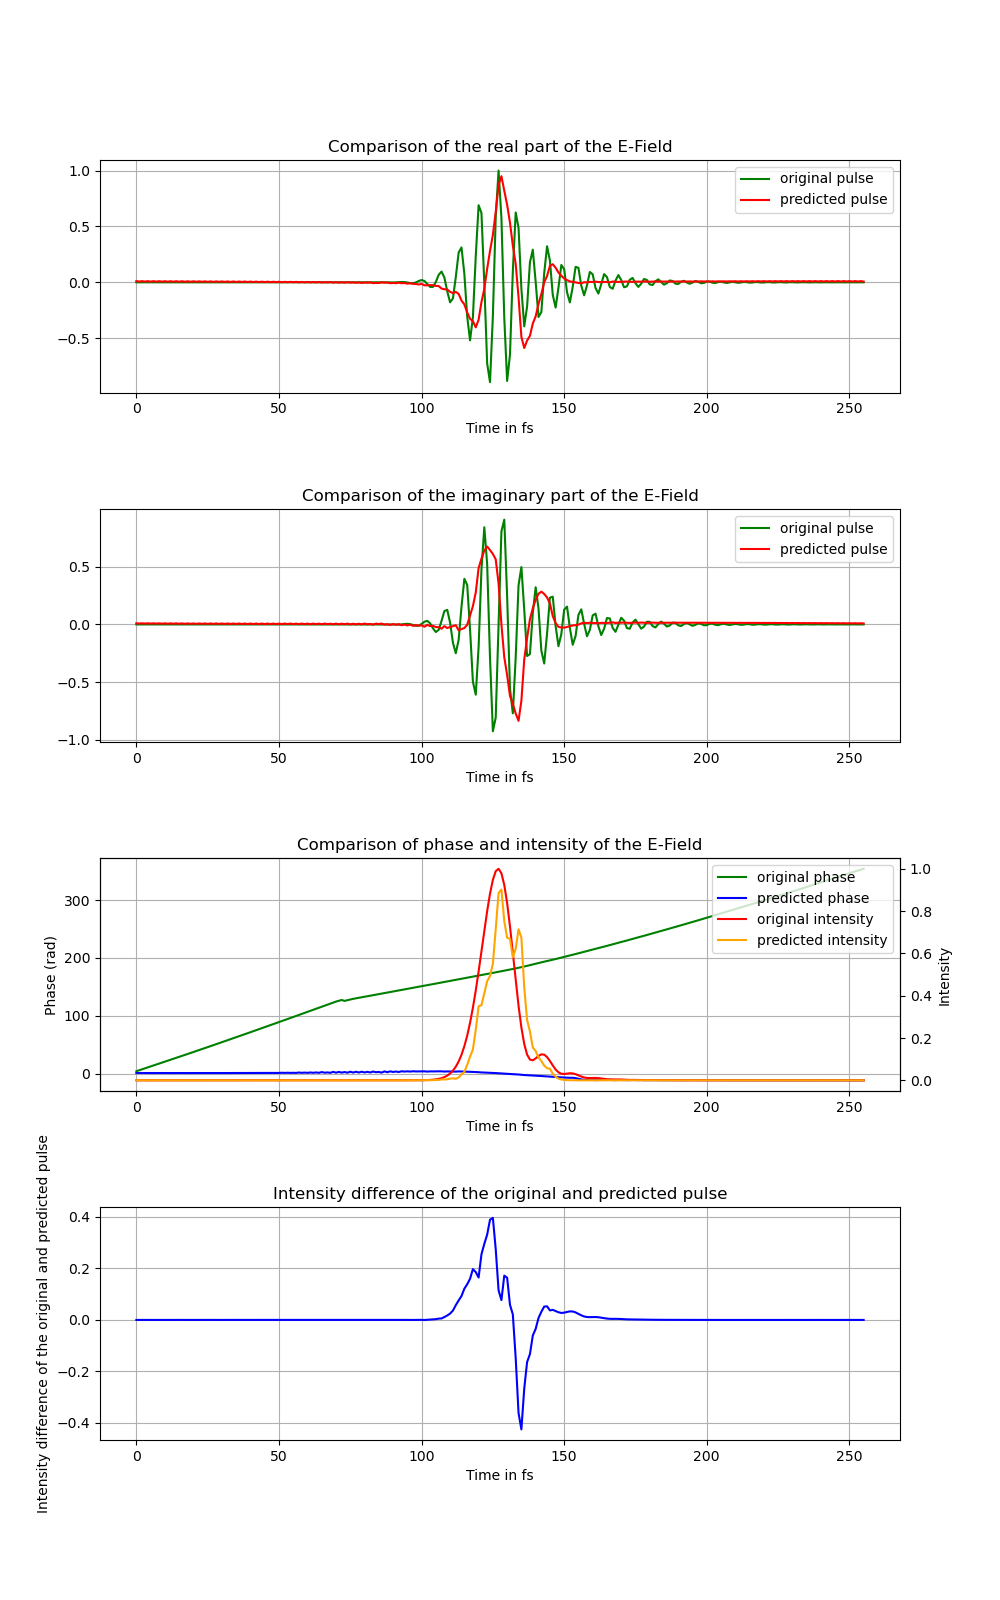 Comparison of the real part of the E-Field
original pulse
predicted pulse
1.0
0.5
0.0
−0.5
0 50 100 150 200 250
Time in fs
Comparison of the imaginary part of the E-Field
original pulse
predicted pulse
0.5
0.0
−0.5
−1.0
0 50 100 150 200 250
Time in fs
Comparison of phase and intensity of the E-Field
original phase
predicted phase
original intensity
predicted intensity
Phase (rad)
300
200
100
0
1.0
0.8
0.6
0.4
0.2
0.0
Intensity
0 50 100 150 200 250
Time in fs
Intensity difference of the original and predicted pulse
Intensity difference of the original and predicted pulse
0.4
0.2
0.0
−0.2
−0.4
0 50 100 150 200 250
Time in fs